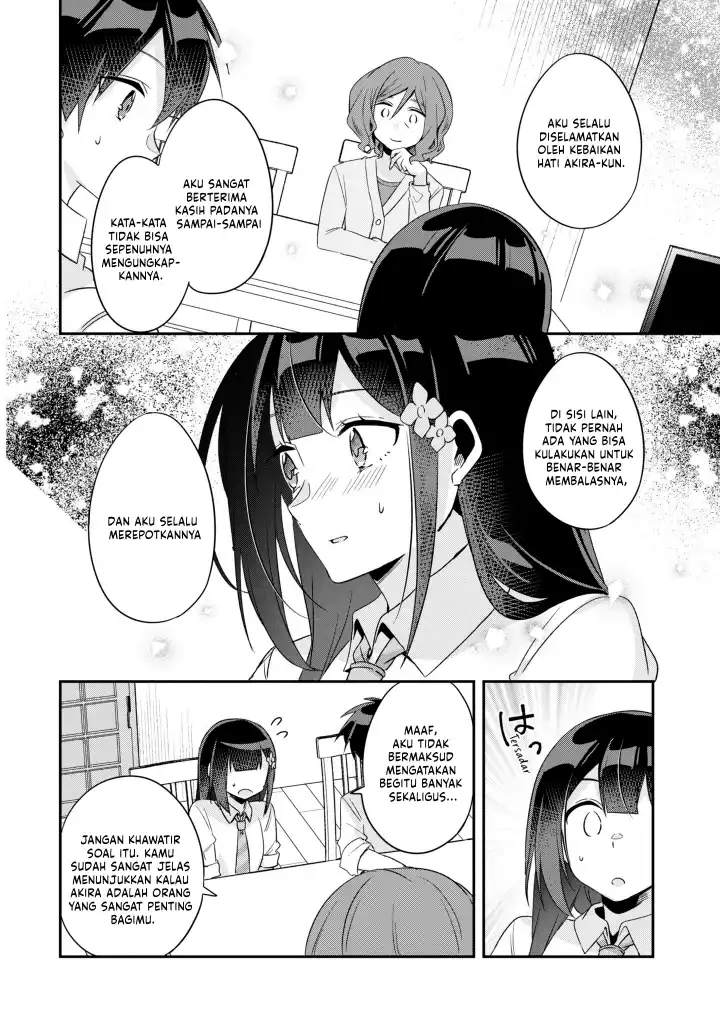 AKU SELALU
DISELAMATKAN
OLEH KEBAIKAN
HATI AKIRA-KUN.
AKU SANGAT
BERTERIMA
KASIH PADANYA
SAMPAI-SAMPAI
KATA-KATA
TIDAK BISA
SEPENUHNYA
MENGUNGKAP-
KANNYA.
DI SISI LAIN,
TIDAK PERNAH
ADA YANG BISA
KULAKUKAN UNTUK
BENAR-BENAR
MEMBALASNYA,
DAN AKU SELALU
MEREPOTKANNYA
はっ
Tersadar
MAAF,
AKU TIDAK
BERMAKSUD
MENGATAKAN
BEGITU BANYAK
SEKALIGUS...
JANGAN KHAWATIR
SOAL ITU. KAMU
SUDAH SANGAT JELAS
MENUNJUKKAN KALAU
AKIRA ADALAH ORANG
YANG SANGAT PENTING
BAGIMU.